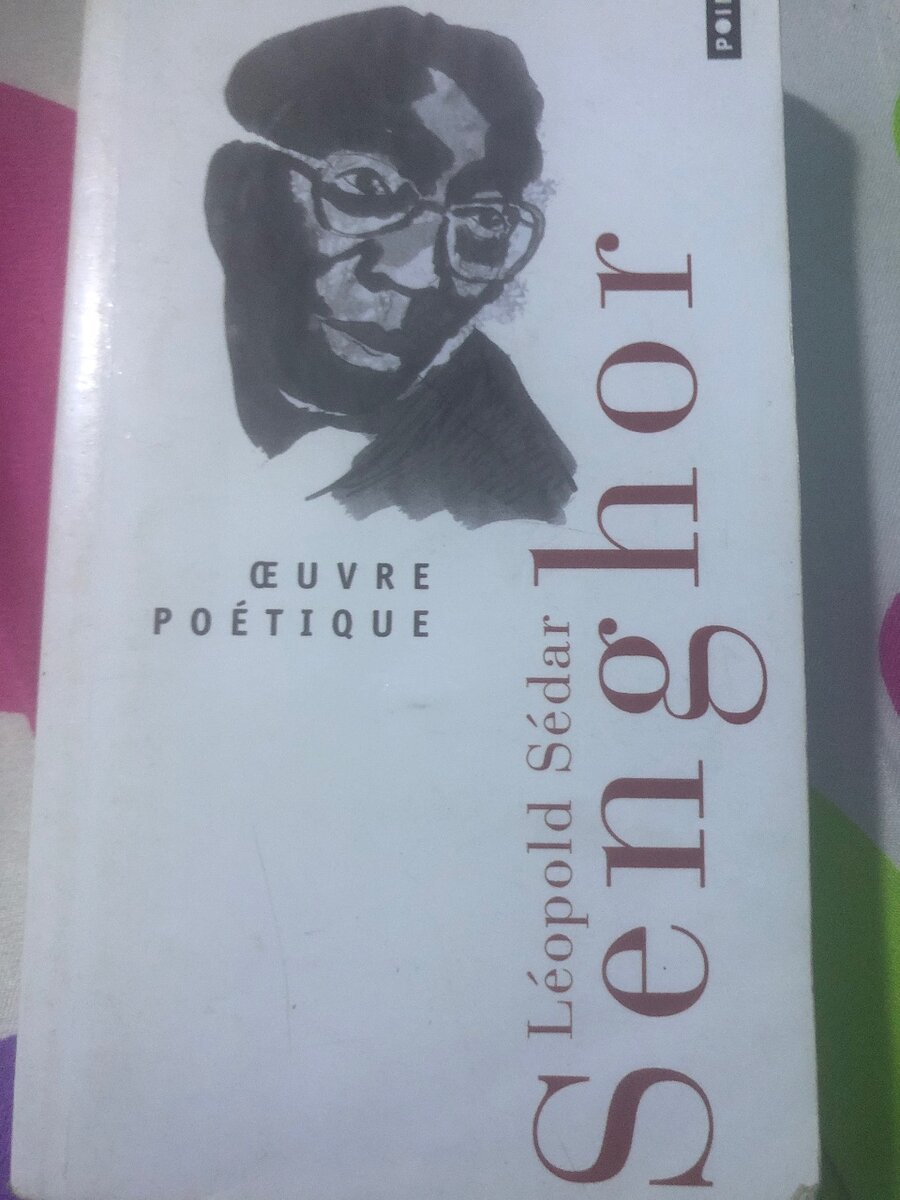 ŒUVRE
POÉTIQUE
Léopold Sédar
Senghor